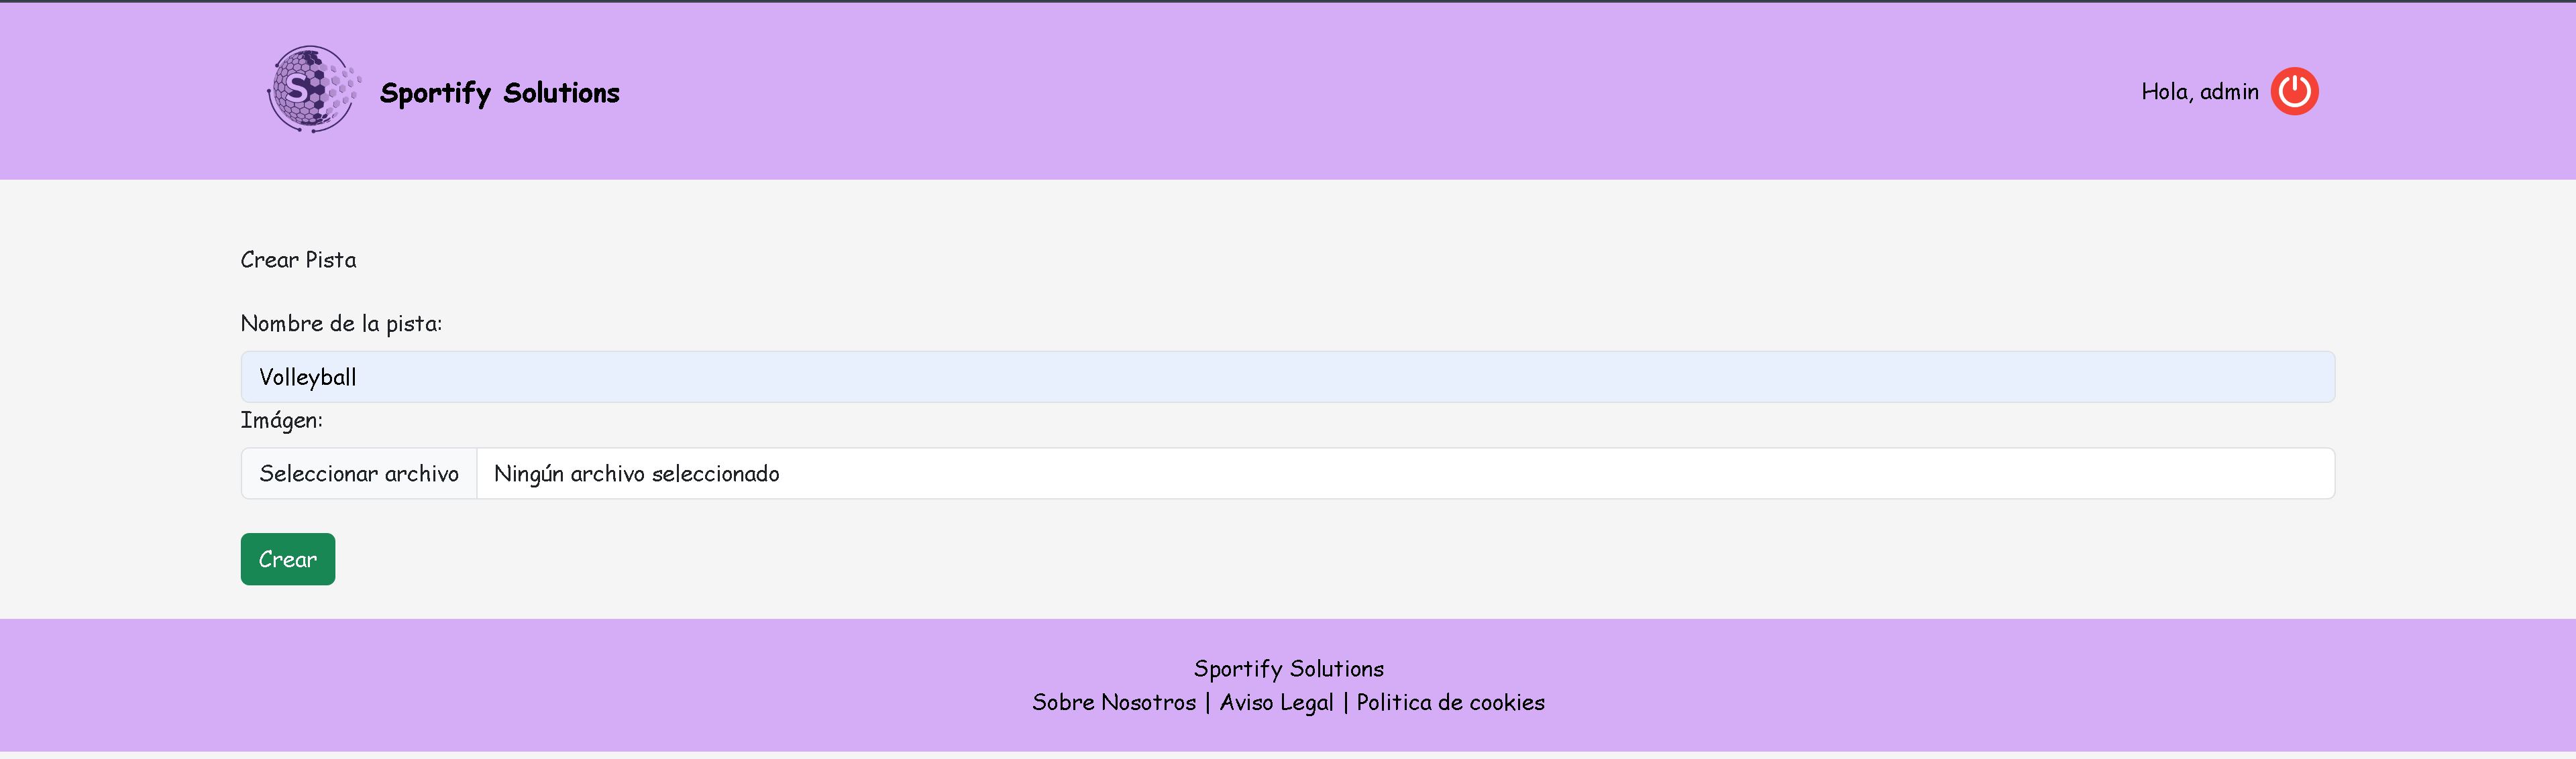 S
Sportify Solutions
Hola, admin
Crear Pista
Nombre de la pista:
Volleyball
Imágen:
Seleccionar archivo Ningún archivo seleccionado
Crear
Sportify Solutions
Sobre Nosotros | Aviso Legal | Politica de cookies